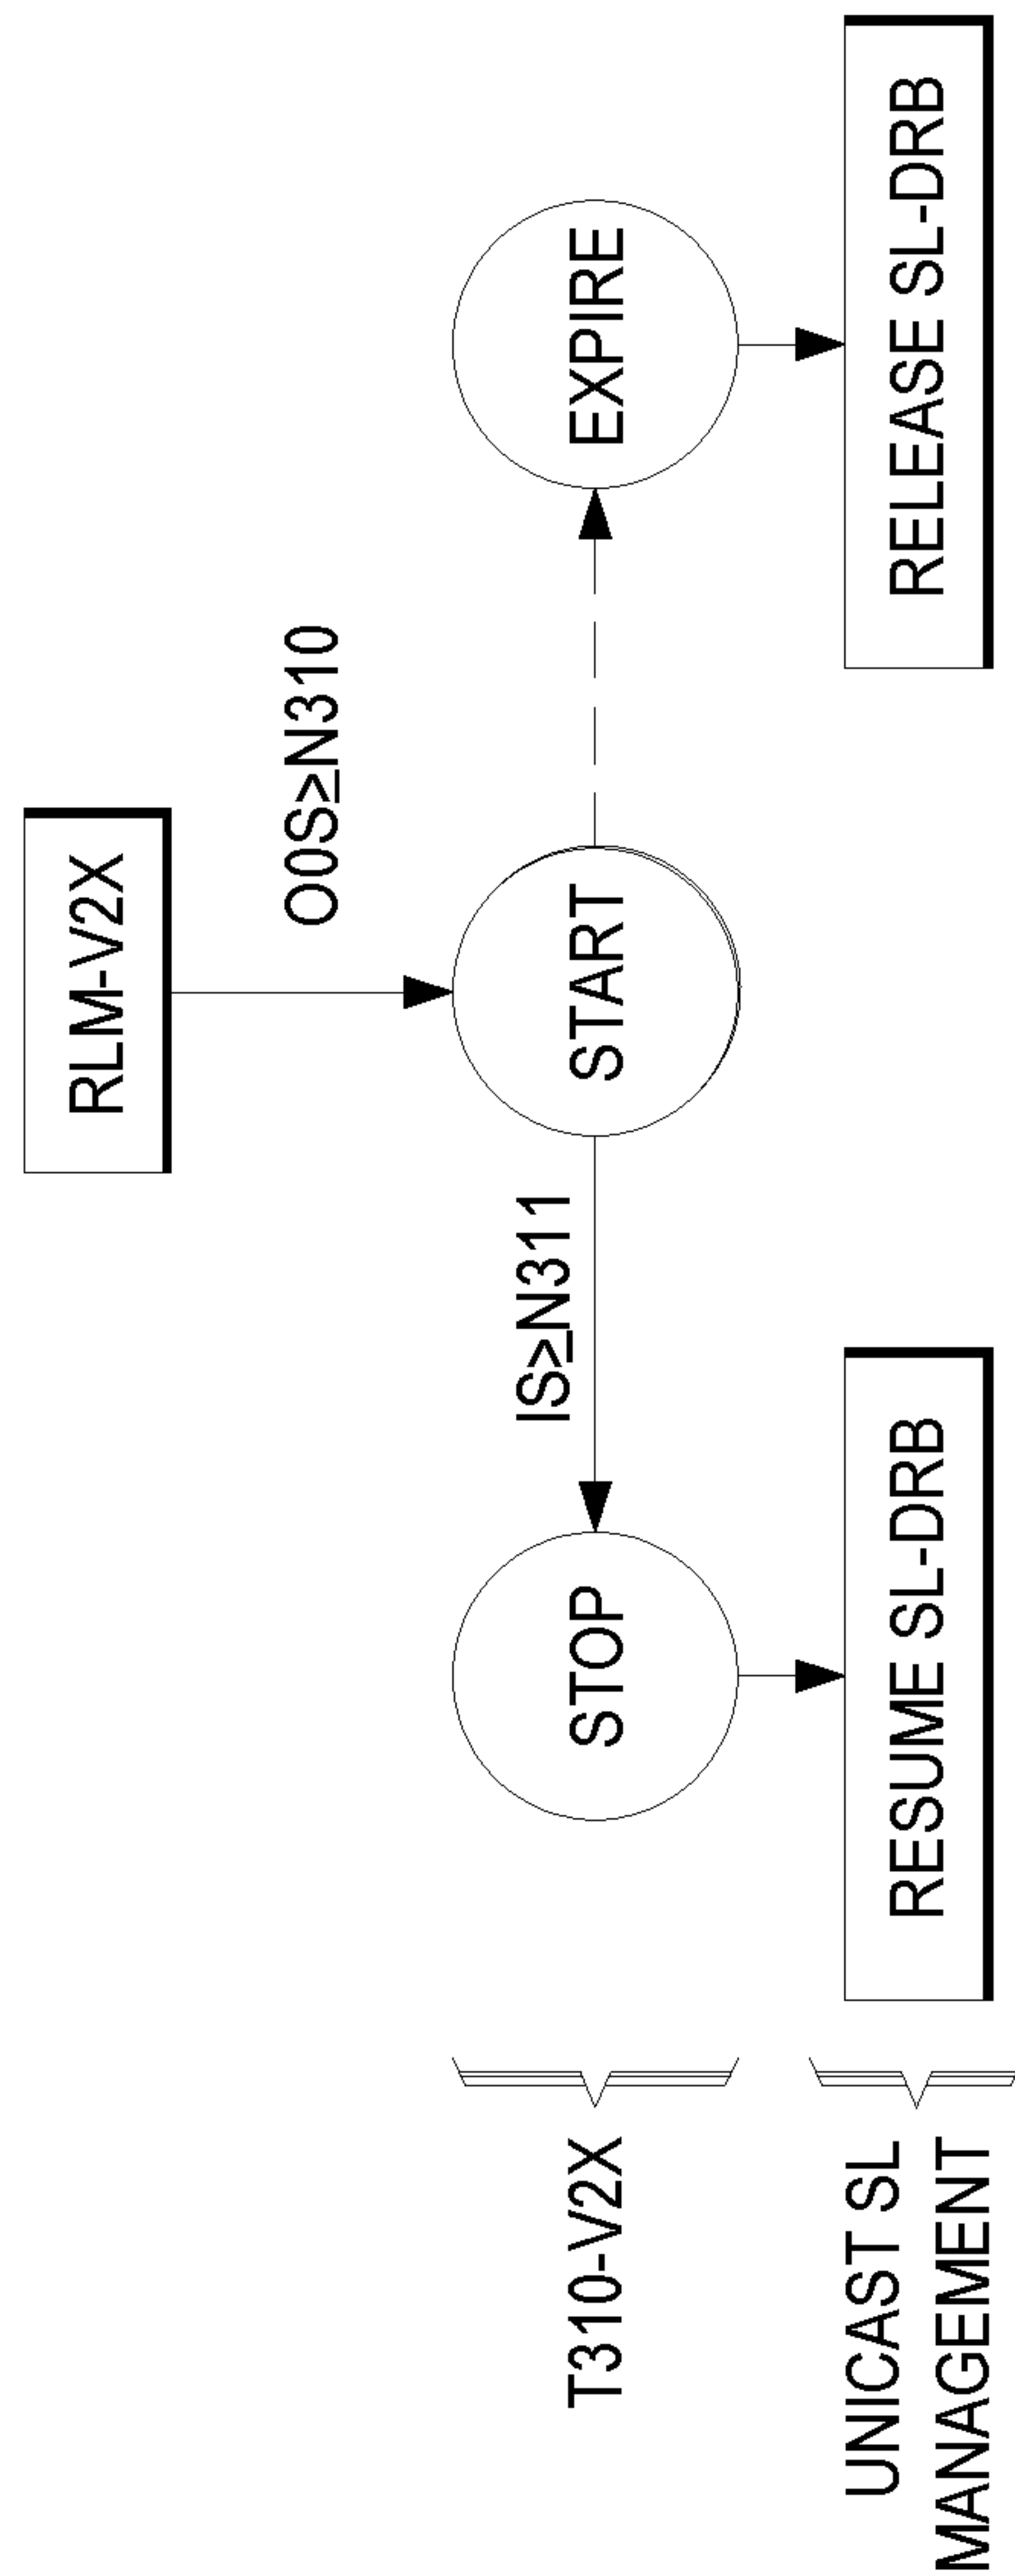 RLM-V2X
O0S≥N310
T310-V2X
STOP
IS≥N311
START
EXPIRE
UNICAST SL
MANAGEMENT
RESUME SL-DRB
RELEASE SL-DRB